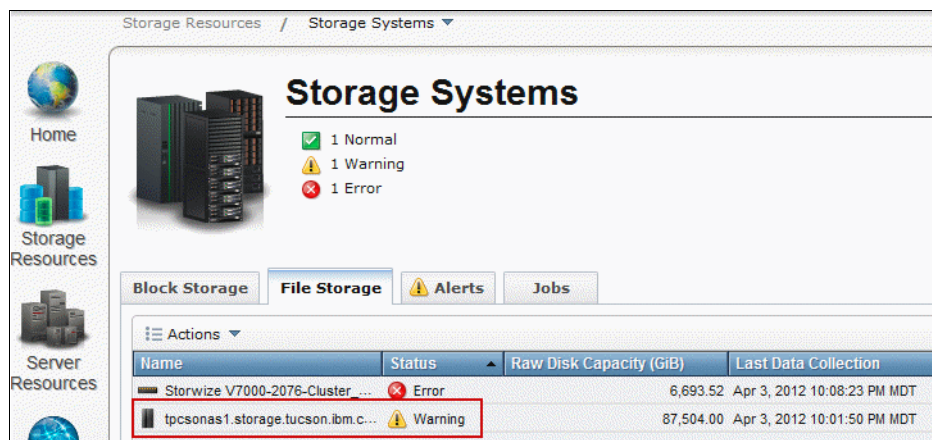 Storage Resources / Storage Systems
Home
Storage Resources
Server Resources
Storage Systems
1 Normal
1 Warning
1 Error
Block Storage File Storage Alerts Jobs
Actions
Name Status Raw Disk Capacity (GiB) Last Data Collection
Storwize V7000-2076-Cluster_... Error 6,693.52 Apr 3, 2012 10:08:23 PM MDT
tpcsonas1.storage.tucson.ibm.c... Warning 87,504.00 Apr 3, 2012 10:01:50 PM MDT